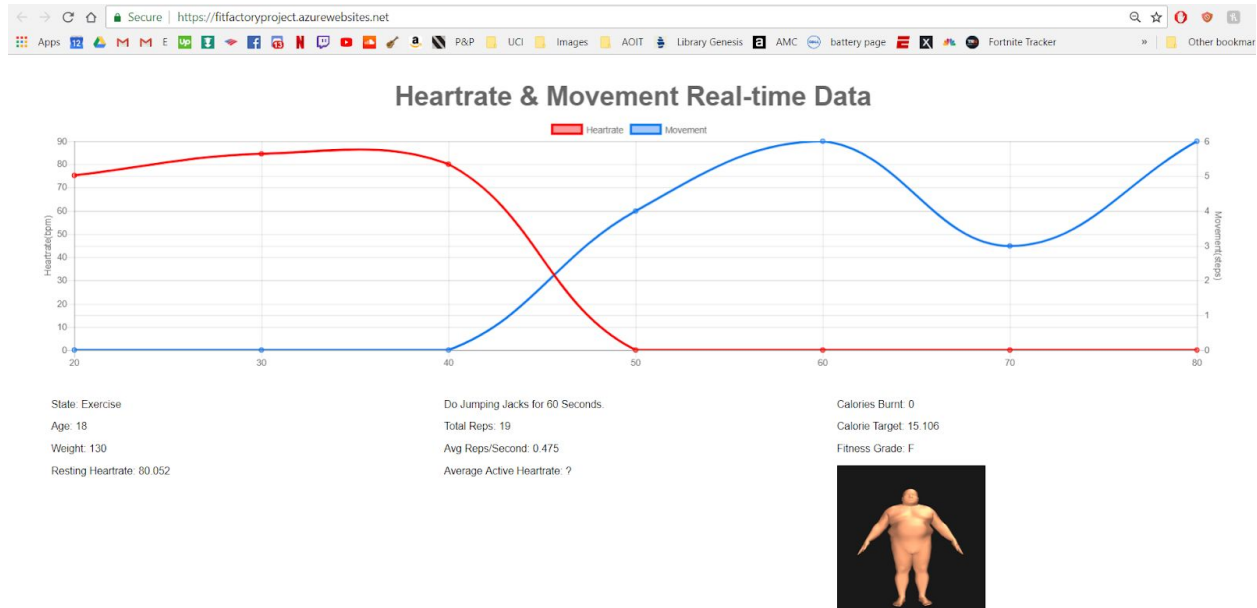 Secure | https://fitfactoryproject.azurewebsites.net
Apps 12 M M E Up f 13 N a P&P UCI Images AOIT Library Genesis a AMC DELL battery page X Fortnite Tracker » Other bookmar
Heartrate & Movement Real-time Data
Heartrate Movement
90 6
80
5
70
60 4
50
3
40
30
2
20
1
10
0 0
Heartrate(bpm)
Movement(steps)
20 30 40 50 60 70 80
State: Exercise Do Jumping Jacks for 60 Seconds. Calories Burnt: 0
Age: 18 Total Reps: 19 Calorie Target: 15.106
Weight: 130 Avg Reps/Second: 0.475 Fitness Grade: F
Resting Heartrate: 80.052 Average Active Heartrate: ?